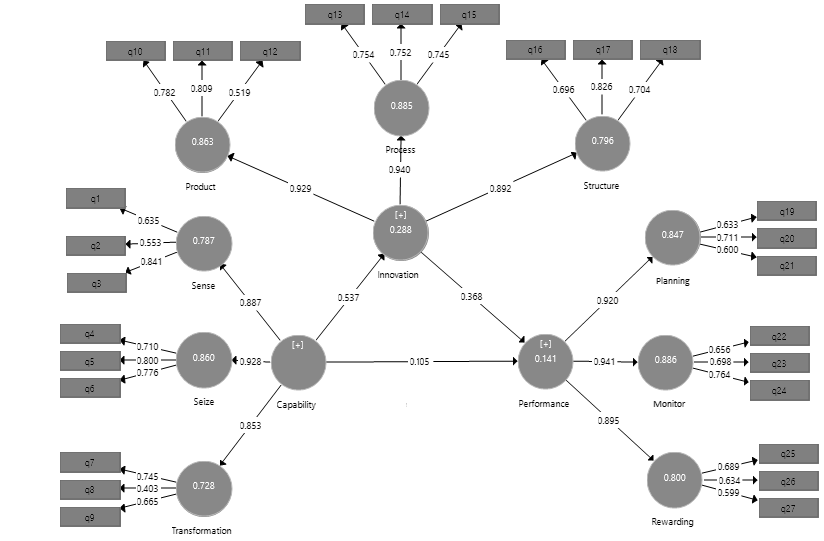 q13
q14
q15
q10
q11
q12
q16
q17
q18
0.754
0.752
0.745
0.782
0.809
0.519
0.696
0.826
0.704
0.885
0.863
0.796
Process
Product
Structure
0.940
0.929
0.892
q1
q2
q3
0.635
0.553
0.841
0.787
Sense
[+]
0.288
Innovation
0.847
Planning
0.633
0.711
0.600
q19
q20
q21
0.887
0.537
0.368
0.920
q4
q5
q6
0.710
0.800
0.776
0.860
Seize
0.928
[+]
Capability
0.105
[+]
0.141
Performance
0.941
0.886
Monitor
0.656
0.698
0.764
q22
q23
q24
0.853
0.895
q7
q8
q9
0.745
0.403
0.665
0.728
Transformation
0.800
Rewarding
0.689
0.634
0.599
q25
q26
q27